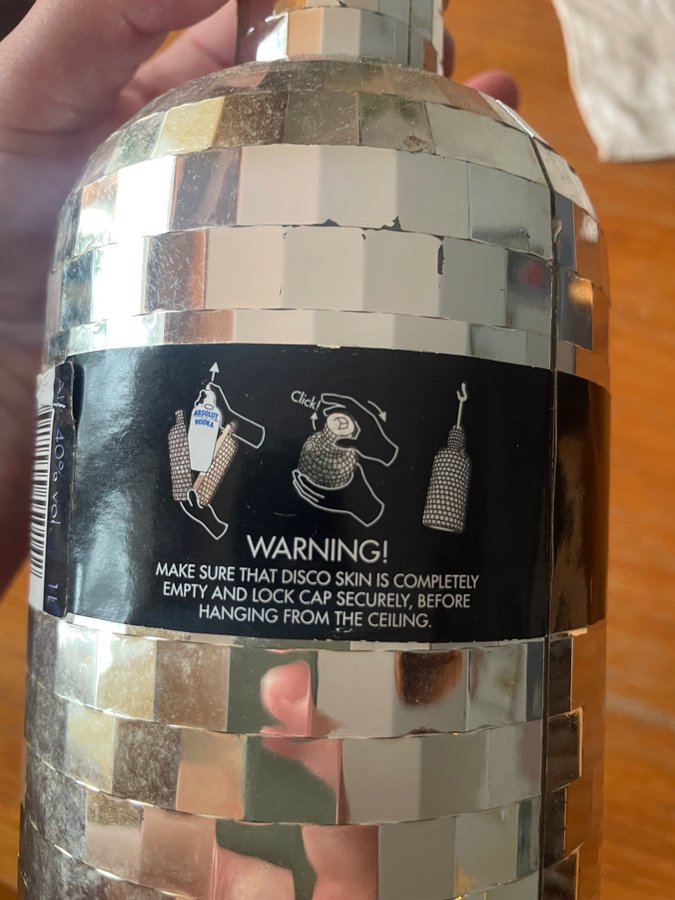 ABSOLUT
VODKA
Click!
Alk. 40% vol. 1L
WARNING!
MAKE SURE THAT DISCO SKIN IS COMPLETELY
EMPTY AND LOCK CAP SECURELY, BEFORE
HANGING FROM THE CEILING.